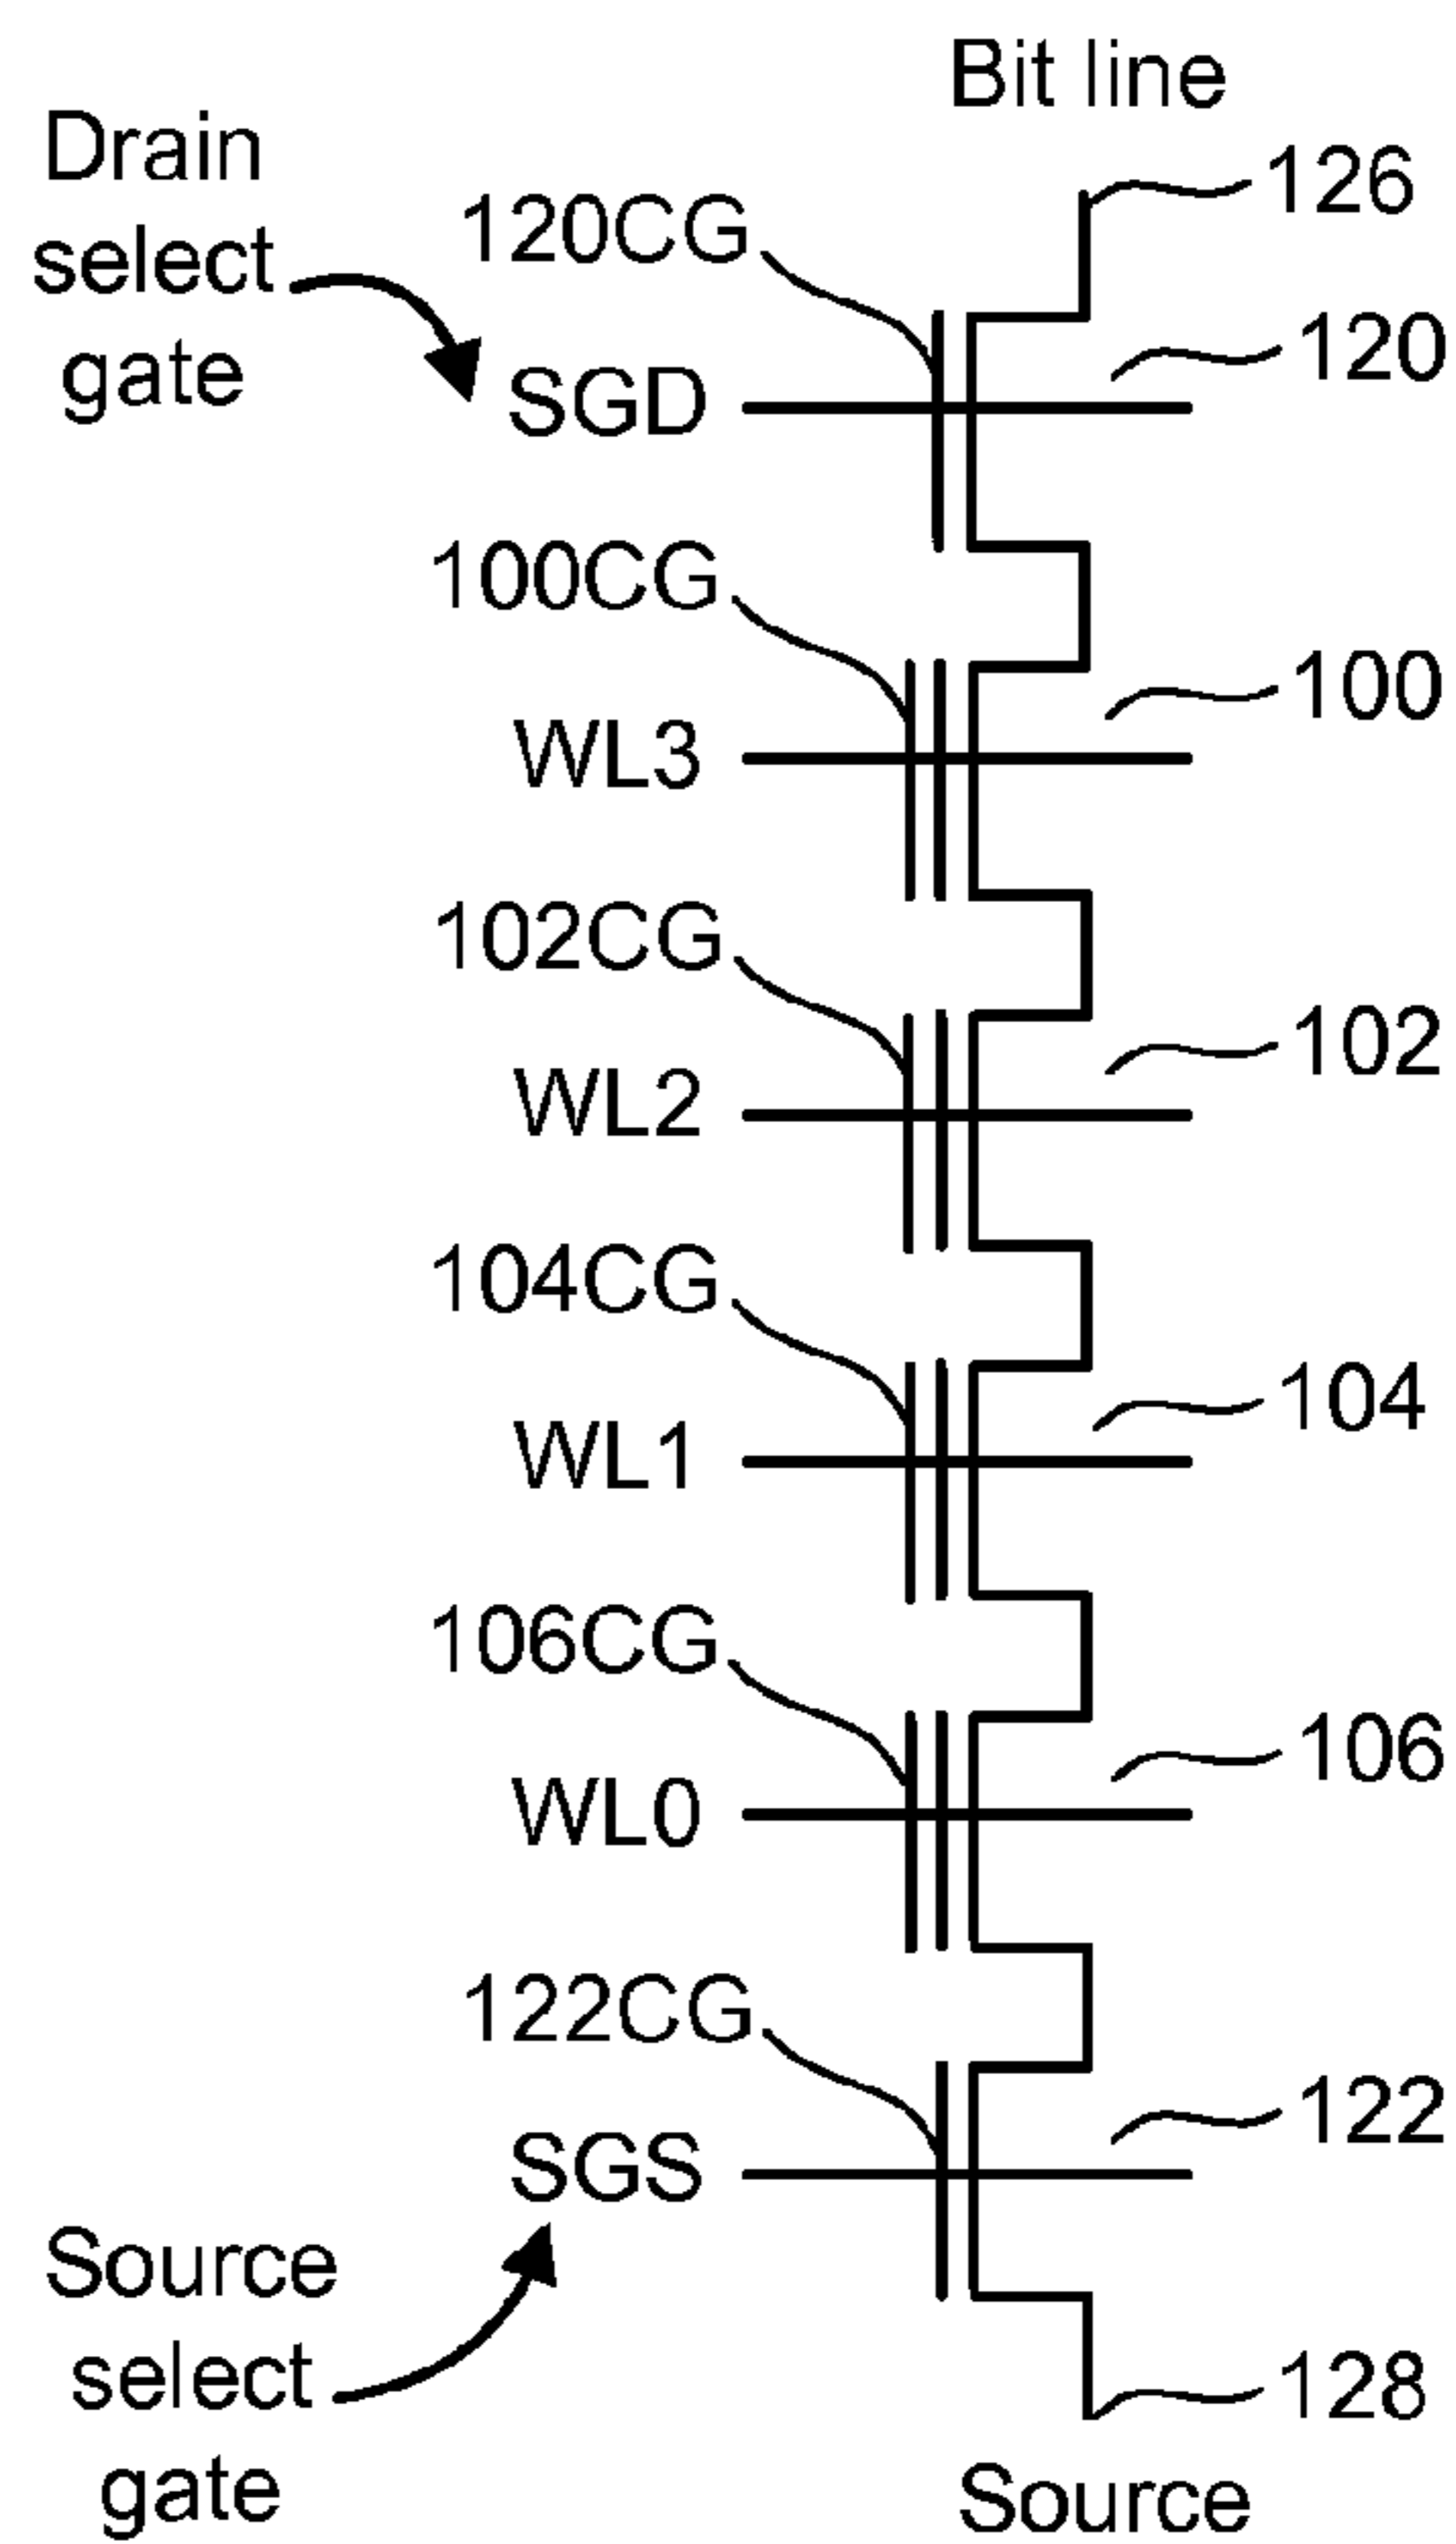 Bit line
Drain
select
gate
126
120CG
120
SGD
100CG
100
WL3
102CG
102
WL2
104CG
104
WL1
106CG
106
WL0
122CG
122
SGS
Source
select
gate
128
Source